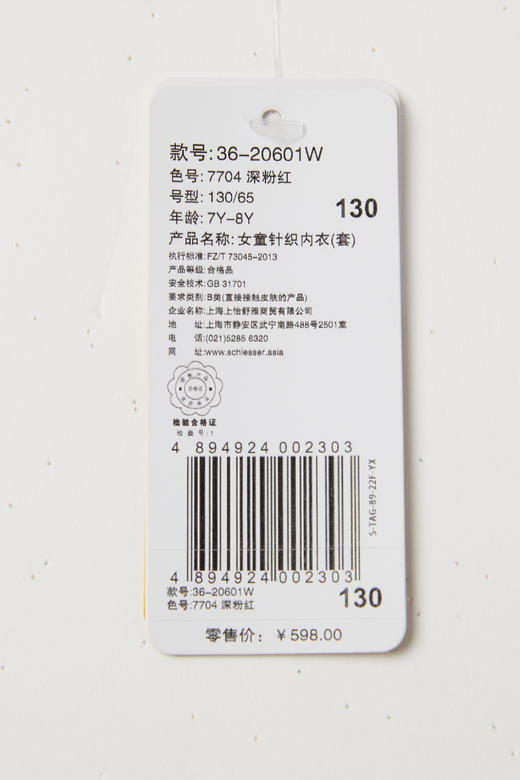 款号: 36-20601W
色号: 7704 深粉红
号型: 130/65
130
年龄: 7Y-8Y
产品名称: 女童针织内衣(套)
执行标准: FZ/T 73045-2013
产品等级: 合格品
安全技术: GB 31701
要求类别: B类(直接接触皮肤的产品)
企业名称: 上海上怡舒雅商贸有限公司
地 址: 上海市静安区武宁南路488号2501室
电 话: (021)5285 6320
网 址: www.schiesser.asia
合格证
检验合格证
检验号: 1
4 894924 002303
S-TAG-89-22F-YX
4 894924 002303
款号: 36-20601W
色号: 7704 深粉红
130
零售价: ¥ 598.00